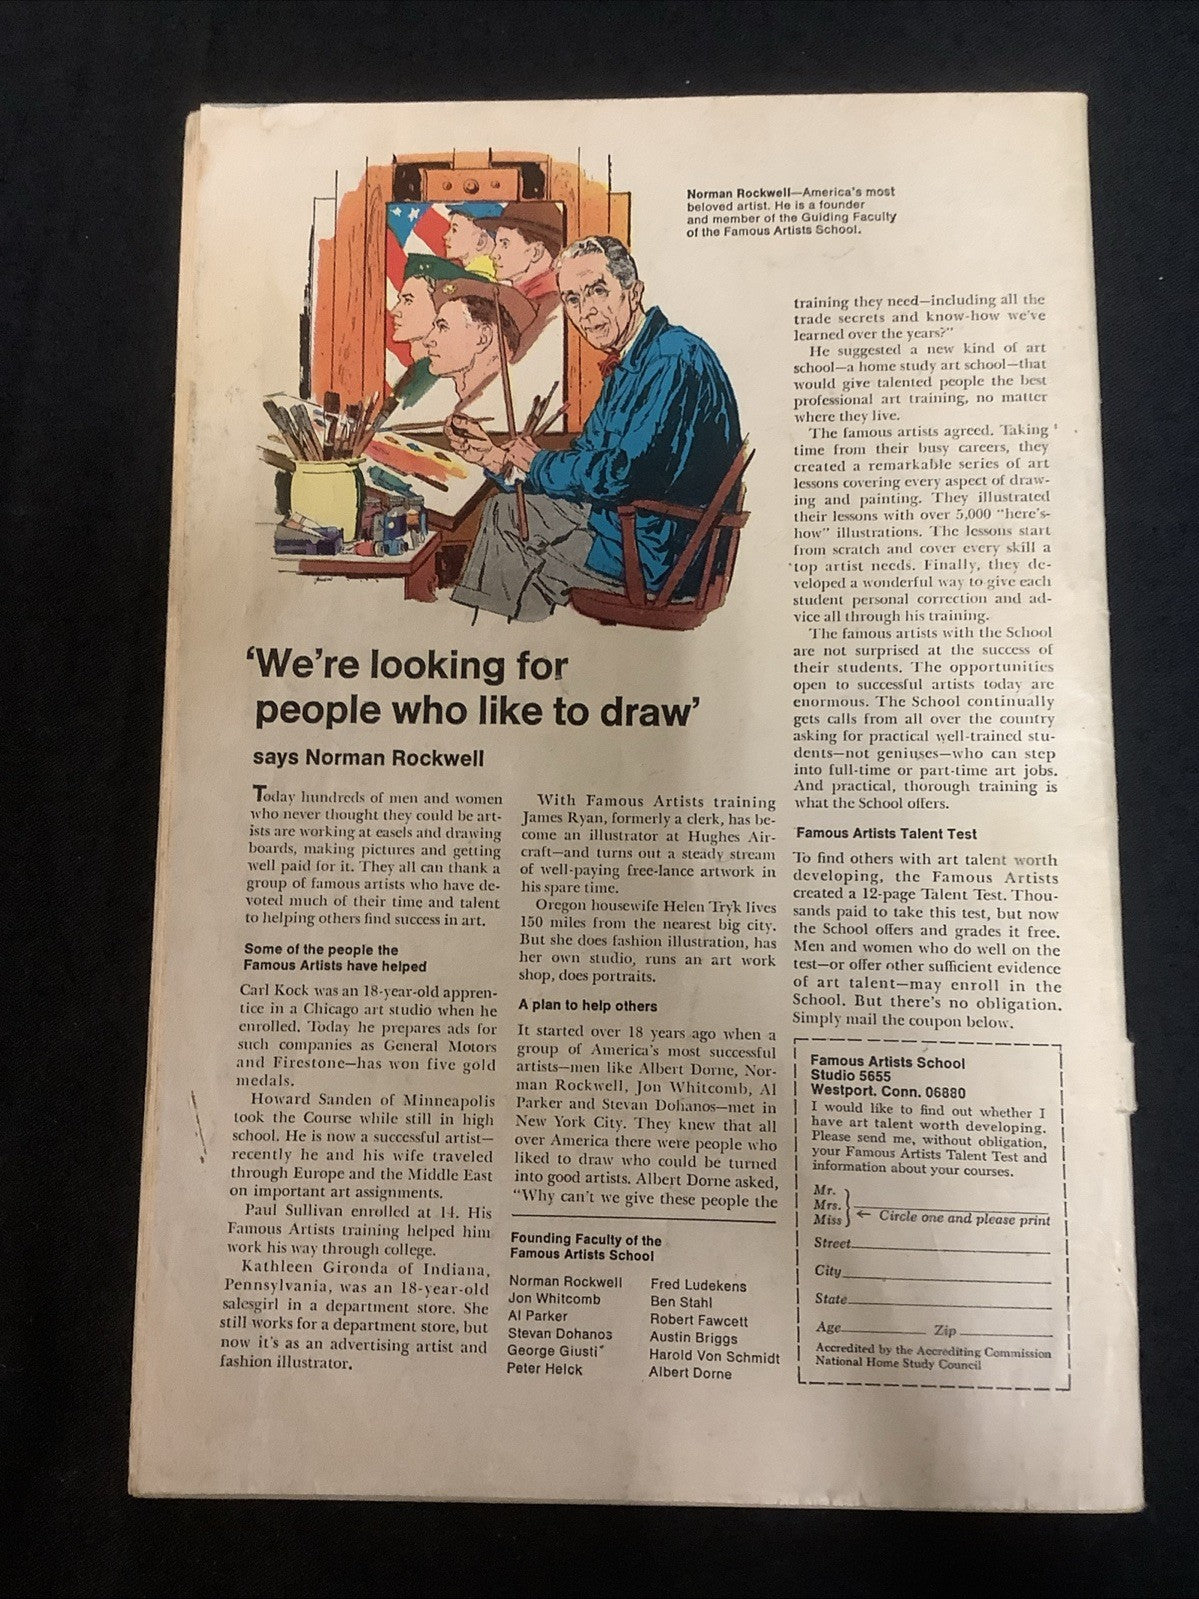 Norman Rockwell—America's most
beloved artist. He is a founder
and member of the Guiding Faculty
of the Famous Artists School.
'We're looking for
people who like to draw'
says Norman Rockwell
Today hundreds of men and women
who never thought they could be art-
ists are working at easels and drawing
boards, making pictures and getting
well paid for it. They all can thank a
group of famous artists who have de-
voted much of their time and talent
to helping others find success in art.
Some of the people the
Famous Artists have helped
Carl Kock was an 18-year-old appren-
tice in a Chicago art studio when he
enrolled. Today he prepares ads for
such companies as General Motors
and Firestone—has won five gold
medals.
Howard Sanden of Minneapolis
took the Course while still in high
school. He is now a successful artist—
recently he and his wife traveled
through Europe and the Middle East
on important art assignments.
Paul Sullivan enrolled at 14. His
Famous Artists training helped him
work his way through college.
Kathleen Gironda of Indiana,
Pennsylvania, was an 18-year-old
salesgirl in a department store. She
still works for a department store, but
now it's as an advertising artist and
fashion illustrator.
With Famous Artists training
James Ryan, formerly a clerk, has be-
come an illustrator at Hughes Air-
craft—and turns out a steady stream
of well-paying free-lance artwork in
his spare time.
Oregon housewife Helen Tryk lives
150 miles from the nearest big city.
But she does fashion illustration, has
her own studio, runs an art work
shop, does portraits.
A plan to help others
It started over 18 years ago when a
group of America's most successful
artists—men like Albert Dorne, Nor-
man Rockwell, Jon Whitcomb, Al
Parker and Stevan Dohanos—met in
New York City. They knew that all
over America there were people who
liked to draw who could be turned
into good artists. Albert Dorne asked,
"Why can't we give these people the
training they need—including all the
trade secrets and know-how we've
learned over the years?"
He suggested a new kind of art
school—a home study art school—that
would give talented people the best
professional art training, no matter
where they live.
The famous artists agreed. Taking
time from their busy careers, they
created a remarkable series of art
lessons covering every aspect of draw-
ing and painting. They illustrated
their lessons with over 5,000 "here's-
how" illustrations. The lessons start
from scratch and cover every skill a
top artist needs. Finally, they de-
veloped a wonderful way to give each
student personal correction and ad-
vice all through his training.
The famous artists with the School
are not surprised at the success of
their students. The opportunities
open to successful artists today are
enormous. The School continually
gets calls from all over the country
asking for practical well-trained stu-
dents—not geniuses—who can step
into full-time or part-time art jobs.
And practical, thorough training is
what the School offers.
Famous Artists Talent Test
To find others with art talent worth
developing, the Famous Artists
created a 12-page Talent Test. Thou-
sands paid to take this test, but now
the School offers and grades it free.
Men and women who do well on the
test—or offer other sufficient evidence
of art talent—may enroll in the
School. But there's no obligation.
Simply mail the coupon below.
Founding Faculty of the
Famous Artists School
Norman Rockwell
Jon Whitcomb
Al Parker
Stevan Dohanos
George Giusti
Peter Helck
Fred Ludekens
Ben Stahl
Robert Fawcett
Austin Briggs
Harold Von Schmidt
Albert Dorne
Famous Artists School
Studio 5655
Westport, Conn. 06880
I would like to find out whether I
have art talent worth developing.
Please send me, without obligation,
your Famous Artists Talent Test and
information about your courses.
Mr.
Mrs.
Miss ← Circle one and please print
Street
City
State
Age Zip
Accredited by the Accrediting Commission
National Home Study Council